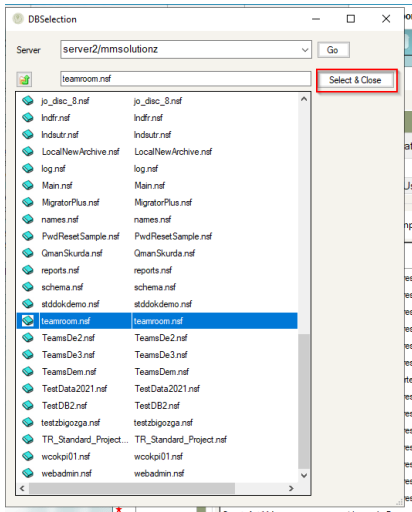 DBSelection
Server server2/mmsolutionz Go
teamroom.nsf Select & Close
jo_disc_8.nsf jo_disc_8.nsf
lndfr.nsf lndfr.nsf
lndsutr.nsf lndsutr.nsf
LocalNewArchive.nsf LocalNewArchive.nsf
log.nsf log.nsf
Main.nsf Main.nsf
MigratorPlus.nsf MigratorPlus.nsf
names.nsf names.nsf
PwdResetSample.nsf PwdResetSample.nsf
QmanSkurda.nsf QmanSkurda.nsf
reports.nsf reports.nsf
schema.nsf schema.nsf
stddokdemo.nsf stddokdemo.nsf
teamroom.nsf teamroom.nsf
TeamsDe2.nsf TeamsDe2.nsf
TeamsDe3.nsf TeamsDe3.nsf
TeamsDem.nsf TeamsDem.nsf
TestData2021.nsf TestData2021.nsf
TestDB2.nsf TestDB2.nsf
testzbigozga.nsf testzbigozga.nsf
TR_Standard_Project... TR_Standard_Project.nsf
wcokpi01.nsf wcokpi01.nsf
webadmin.nsf webadmin.nsf